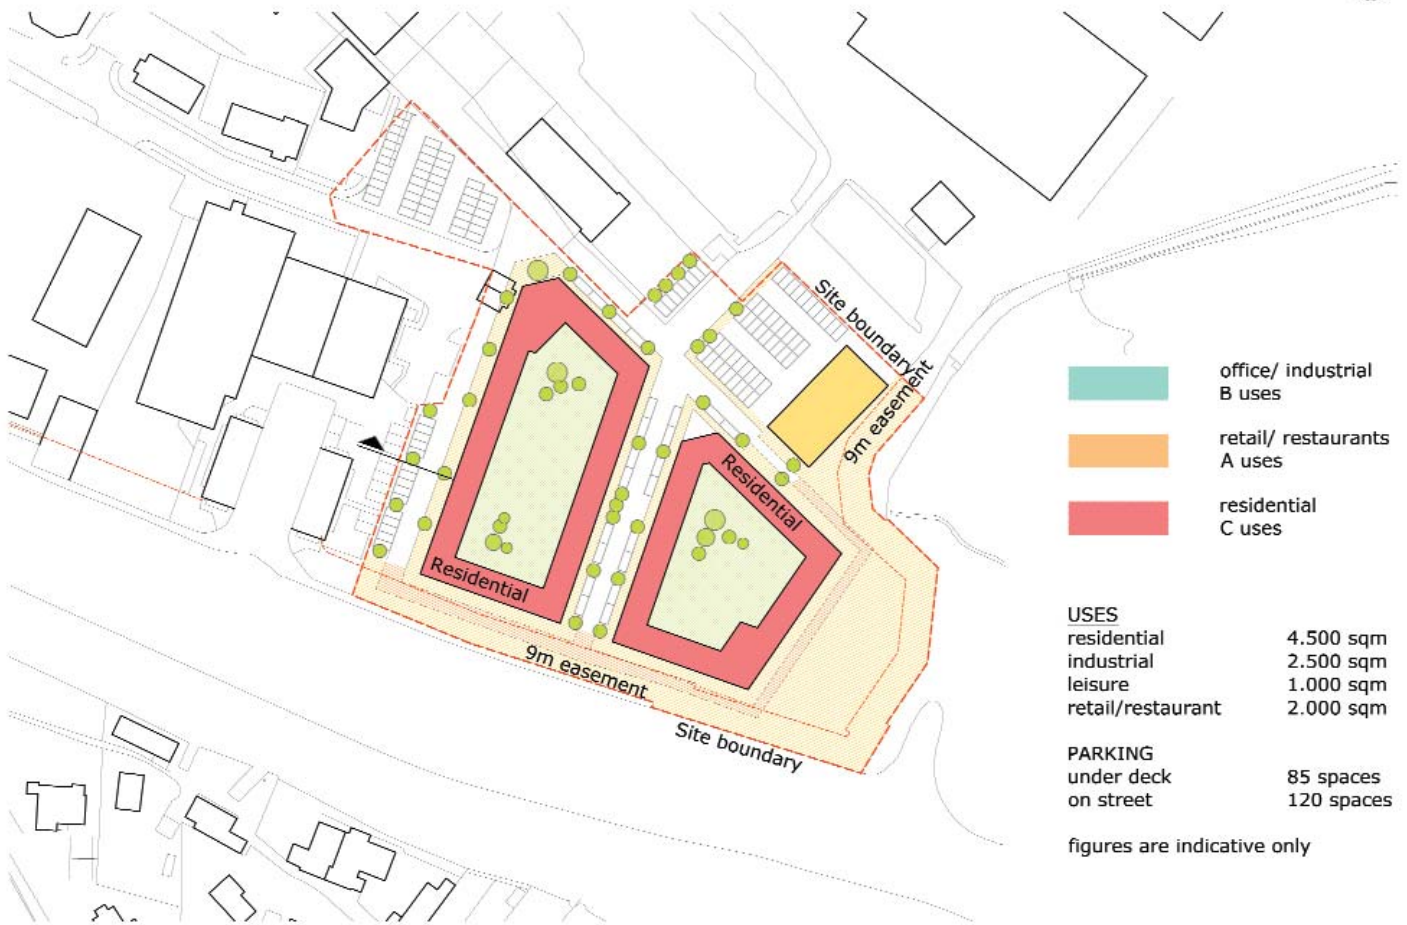 Site boundary
9m easement
Residential
Residential
9m easement
Site boundary
office/ industrial
B uses
retail/ restaurants
A uses
residential
C uses
USES
residential 4.500 sqm
industrial 2.500 sqm
leisure 1.000 sqm
retail/restaurant 2.000 sqm
PARKING
under deck 85 spaces
on street 120 spaces
figures are indicative only